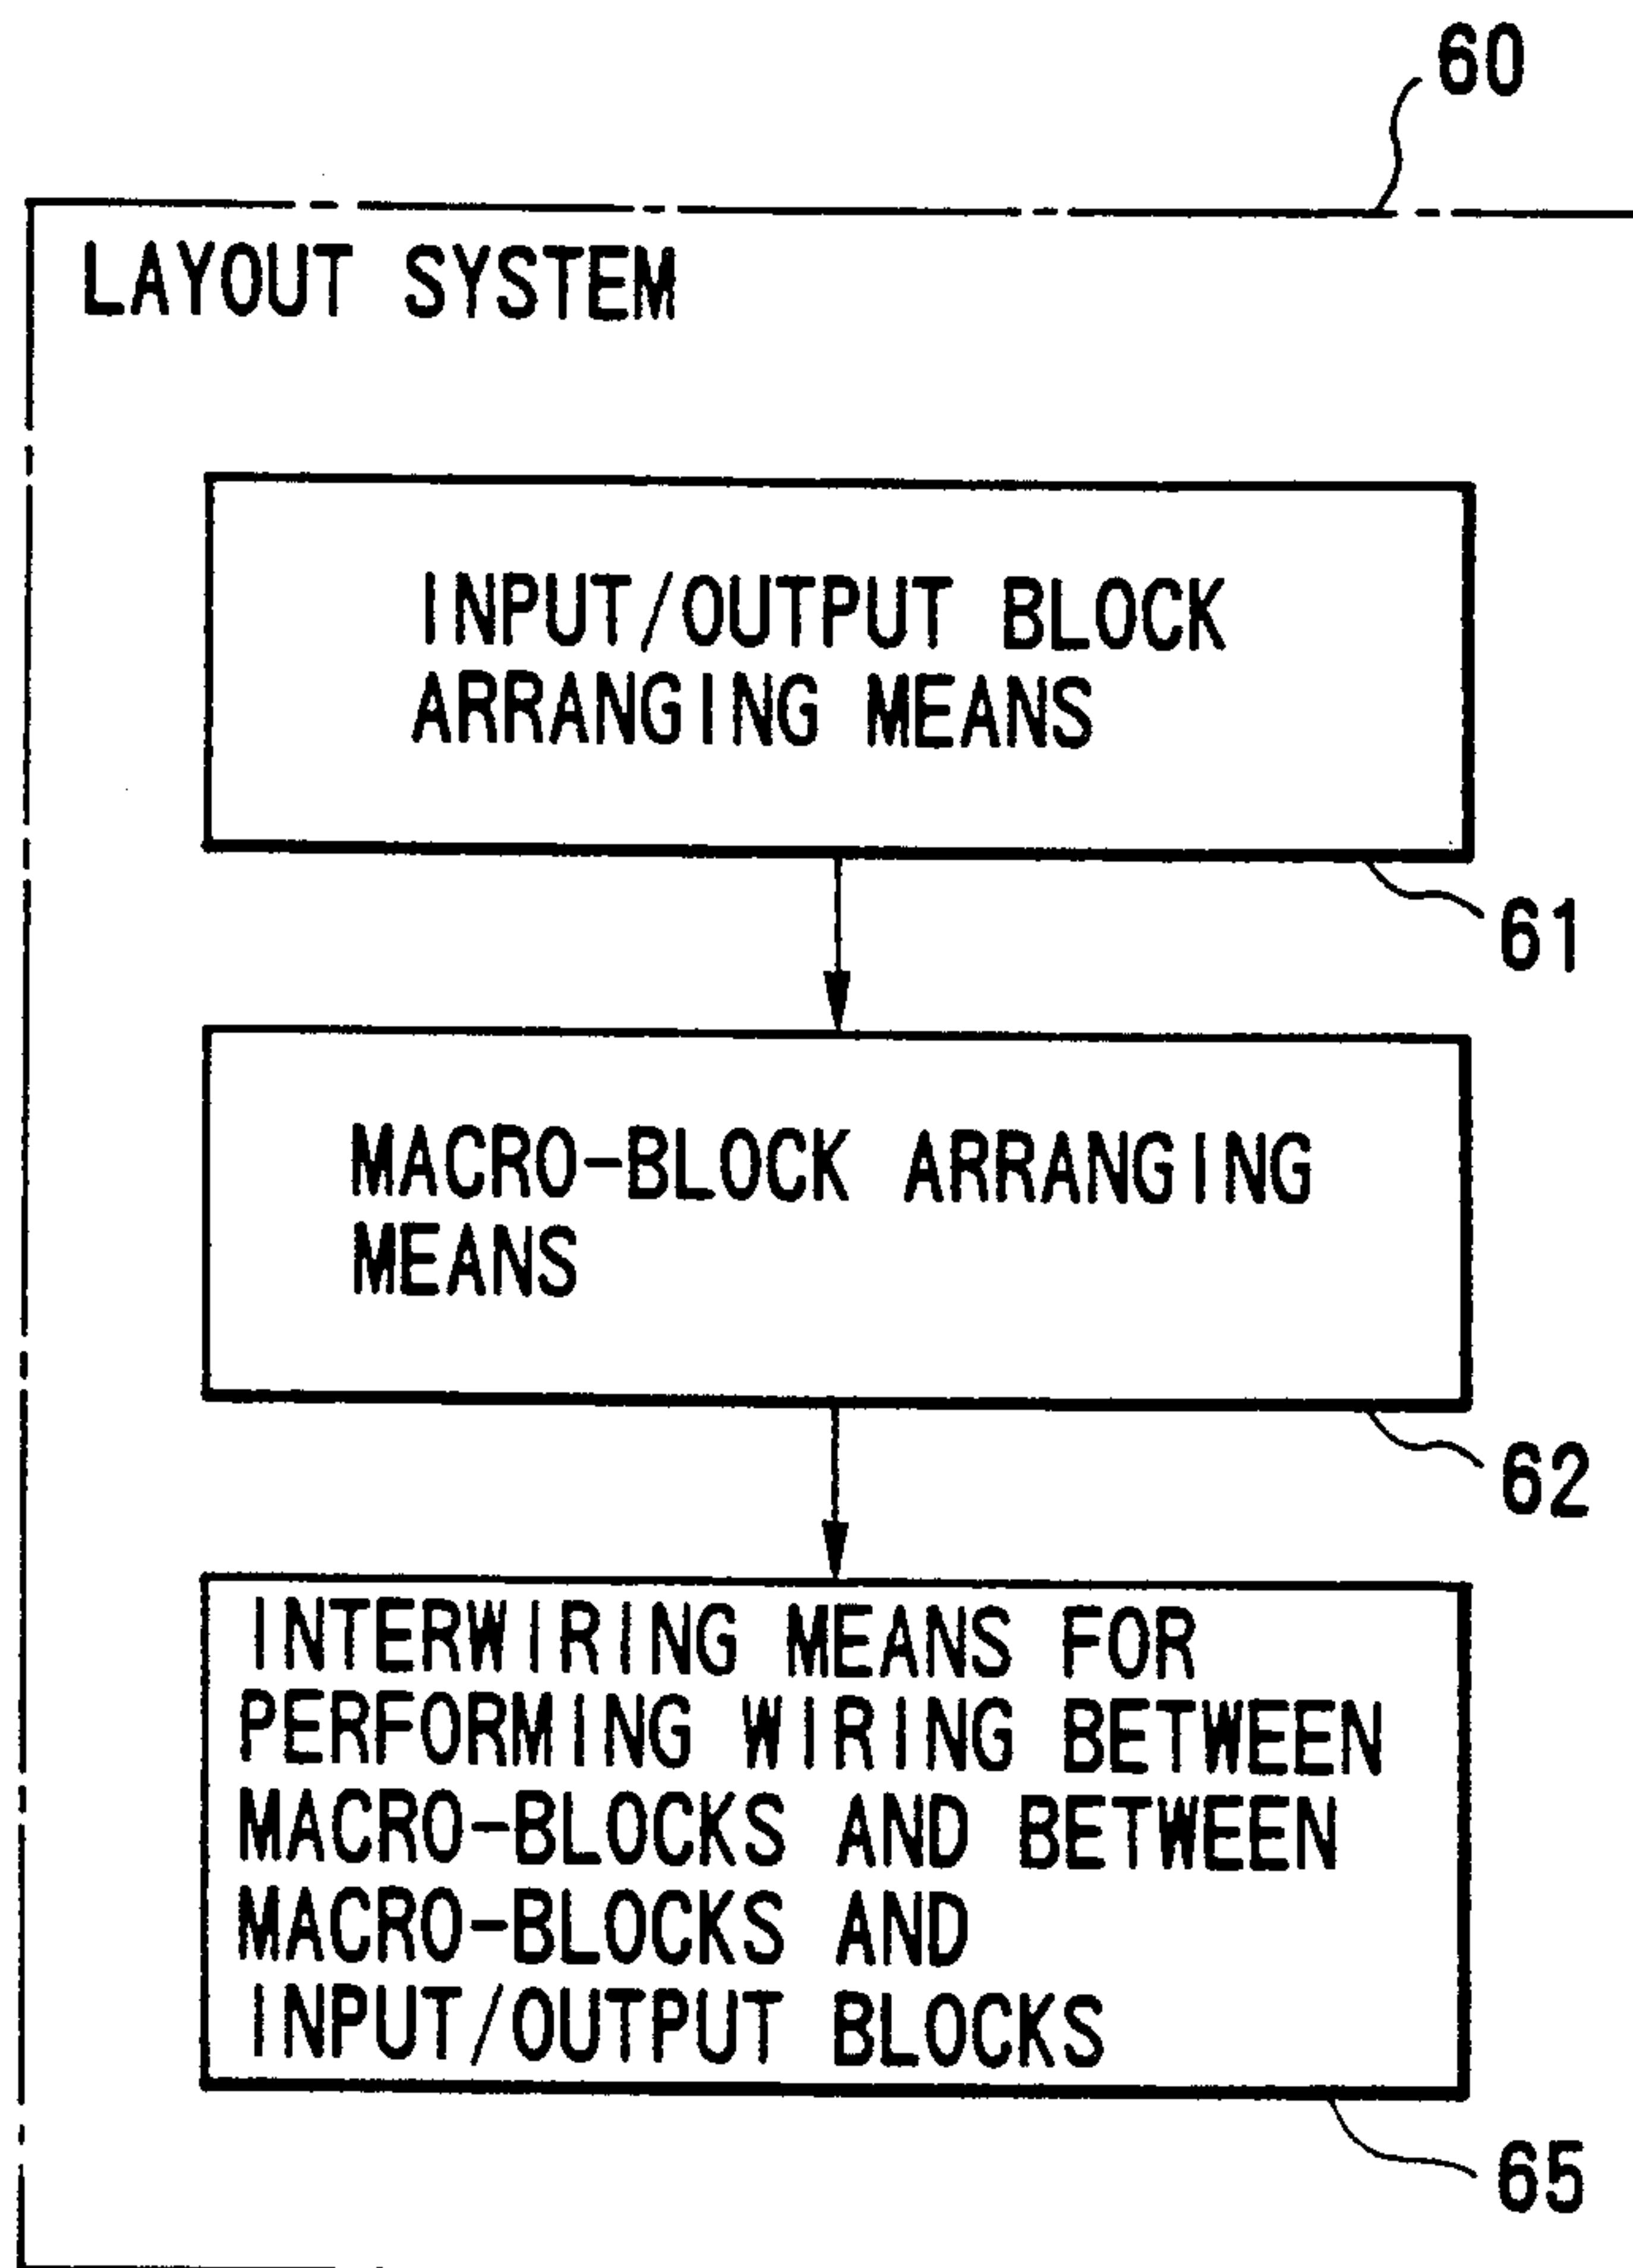 60
LAYOUT SYSTEM
INPUT/OUTPUT BLOCK
ARRANGING MEANS
61
MACRO-BLOCK ARRANGING
MEANS
62
INTERWIRING MEANS FOR
PERFORMING WIRING BETWEEN
MACRO-BLOCKS AND BETWEEN
MACRO-BLOCKS AND
INPUT/OUTPUT BLOCKS
65